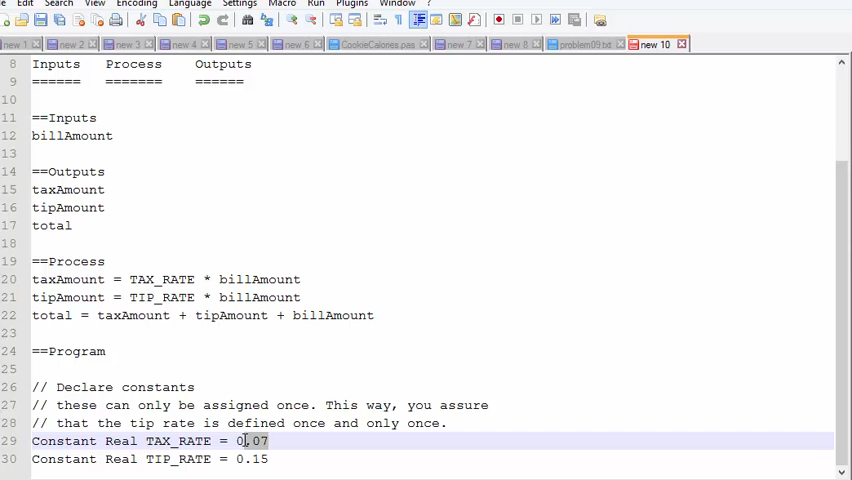 File Edit Search View Encoding Language Settings Macro Run Plugins Window ?
new 1 new 2 new 3 new 4 new 5 new 6 CookieCalories.pas new 7 new 8 problem09.txt new 10
8 Inputs Process Outputs
9 ====== ======= ======
10
11 ==Inputs
12 billAmount
13
14 ==Outputs
15 taxAmount
16 tipAmount
17 total
18
19 ==Process
20 taxAmount = TAX_RATE * billAmount
21 tipAmount = TIP_RATE * billAmount
22 total = taxAmount + tipAmount + billAmount
23
24 ==Program
25
26 // Declare constants
27 // these can only be assigned once. This way, you assure
28 // that the tip rate is defined once and only once.
29 Constant Real TAX_RATE = 0.07
30 Constant Real TIP_RATE = 0.15